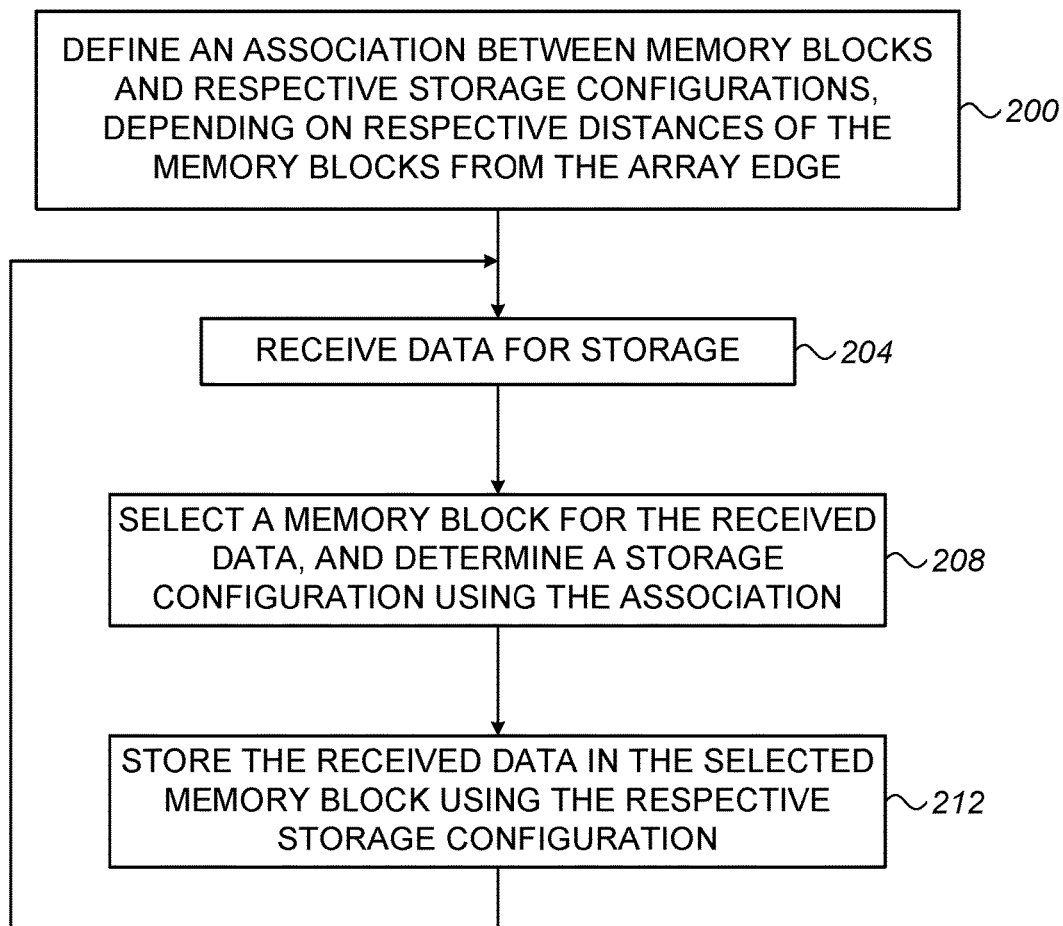 DEFINE AN ASSOCIATION BETWEEN MEMORY BLOCKS
AND RESPECTIVE STORAGE CONFIGURATIONS,
DEPENDING ON RESPECTIVE DISTANCES OF THE
MEMORY BLOCKS FROM THE ARRAY EDGE
200
RECEIVE DATA FOR STORAGE
204
SELECT A MEMORY BLOCK FOR THE RECEIVED
DATA, AND DETERMINE A STORAGE
CONFIGURATION USING THE ASSOCIATION
208
STORE THE RECEIVED DATA IN THE SELECTED
MEMORY BLOCK USING THE RESPECTIVE
STORAGE CONFIGURATION
212